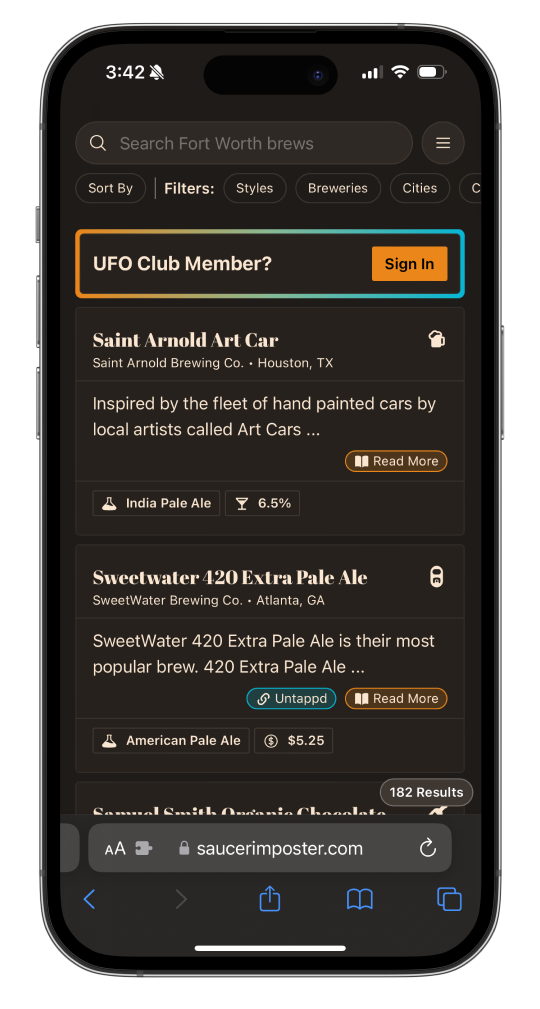 3:42
Search Fort Worth brews
Sort By | Filters: Styles Breweries Cities C
UFO Club Member? Sign In
Saint Arnold Art Car
Saint Arnold Brewing Co. • Houston, TX
Inspired by the fleet of hand painted cars by
local artists called Art Cars ...
Read More
India Pale Ale 6.5%
Sweetwater 420 Extra Pale Ale
SweetWater Brewing Co. • Atlanta, GA
SweetWater 420 Extra Pale Ale is their most
popular brew. 420 Extra Pale Ale ...
Untappd Read More
American Pale Ale $5.25
182 Results
Samuel Smith Organic Chocolate
AA saucerimposter.com